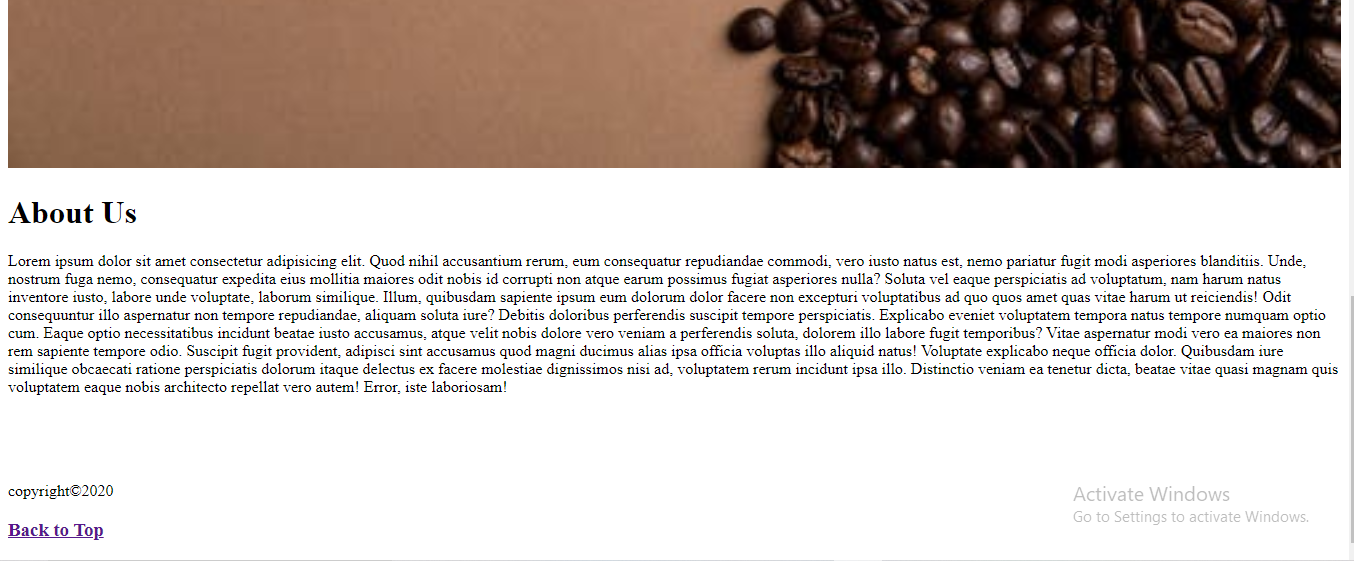 About Us
Lorem ipsum dolor sit amet consectetur adipisicing elit. Quod nihil accusantium rerum, eum consequatur repudiandae commodi, vero iusto natus est, nemo pariatur fugit modi asperiores blanditiis. Unde,
nostrum fuga nemo, consequatur expedita eius mollitia maiores odit nobis id corrupti non atque earum possimus fugiat asperiores nulla? Soluta vel eaque perspiciatis ad voluptatum, nam harum natus
inventore iusto, labore unde voluptate, laborum similique. Illum, quibusdam sapiente ipsum eum dolorum dolor facere non excepturi voluptatibus ad quo quos amet quas vitae harum ut reiciendis! Odit
consequuntur illo aspernatur non tempore repudiandae, aliquam soluta iure? Debitis doloribus perferendis suscipit tempore perspiciatis. Explicabo eveniet voluptatem tempora natus tempore numquam optio
cum. Eaque optio necessitatibus incidunt beatae iusto accusamus, atque velit nobis dolore vero veniam a perferendis soluta, dolorem illo labore fugit temporibus? Vitae aspernatur modi vero ea maiores non
rem sapiente tempore odio. Suscipit fugit provident, adipisci sint accusamus quod magni ducimus alias ipsa officia voluptas illo aliquid natus! Voluptate explicabo neque officia dolor. Quibusdam iure
similique obcaecati ratione perspiciatis dolorum itaque delectus ex facere molestiae dignissimos nisi ad, voluptatem rerum incidunt ipsa illo. Distinctio veniam ea tenetur dicta, beatae vitae quasi magnam quis
voluptatem eaque nobis architecto repellat vero autem! Error, iste laboriosam!
copyright©2020
Back to Top
Activate Windows
Go to Settings to activate Windows.